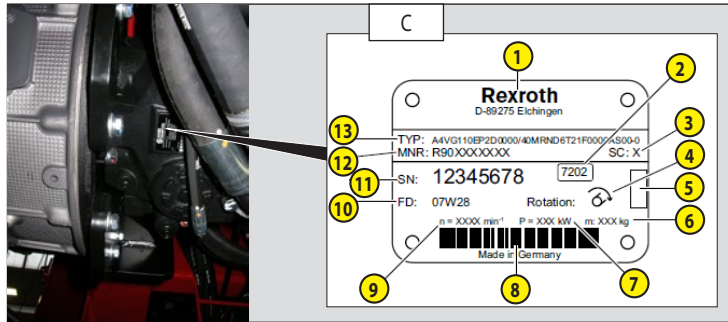 C
1
2
Rexroth
D-89275 Elchingen
13
3
TYP: A4VG110EP2D0000/40MRND6T21F0000AS00-0
12
MNR: R90XXXXXXX SC: X
4
7202
11
SN: 12345678
5
10
FD: 07W28 Rotation:
6
n = XXXX min-1 P = XXX kW m: XXX kg
Made in Germany
9
8
7